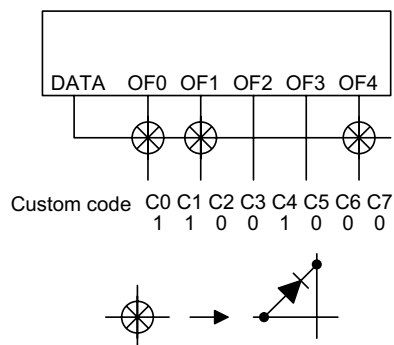 DATA OF0 OF1 OF2 OF3 OF4
Custom code C0 C1 C2 C3 C4 C5 C6 C7
1 1 0 0 1 0 0 0